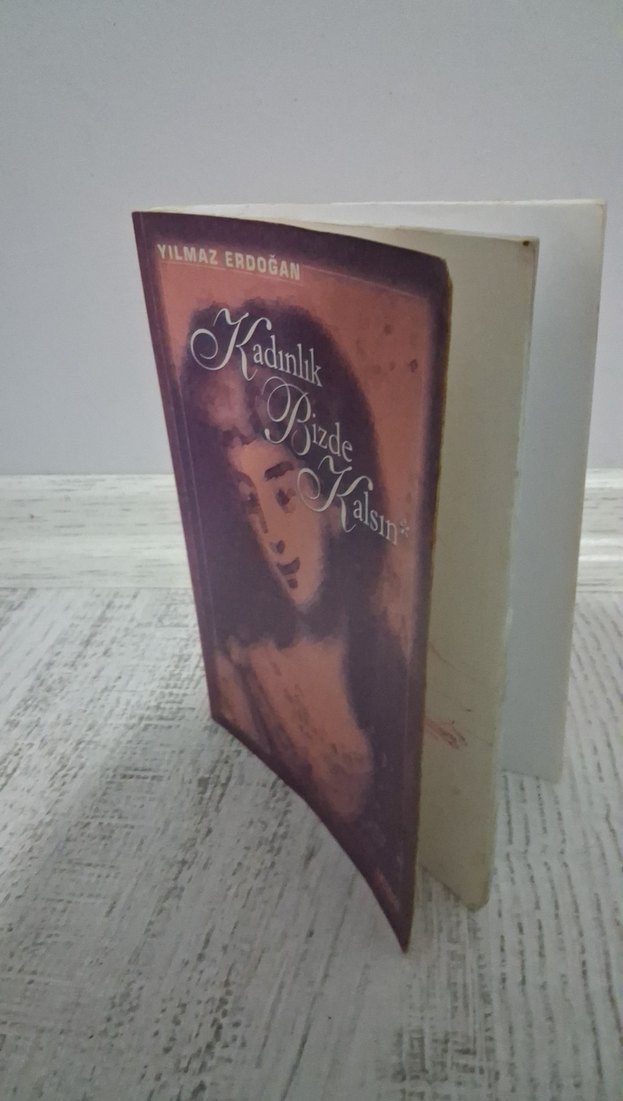 YILMAZ ERDOĞAN
Kadınlık
Bizde
Kalsın*